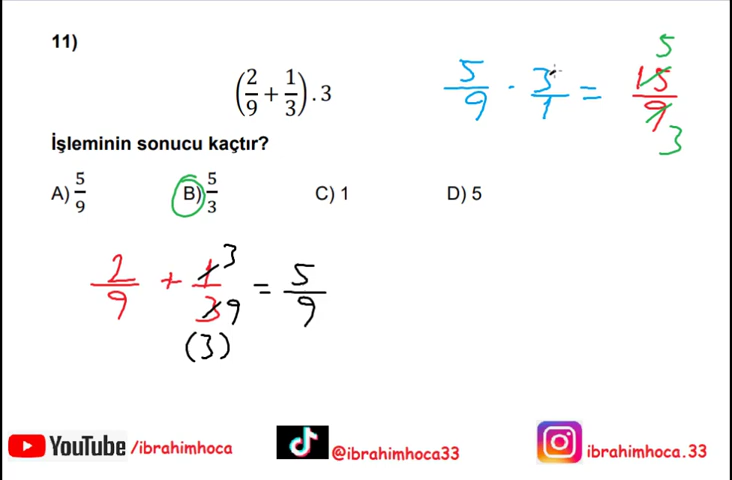 11)
(2/9 + 1/3) . 3
5/9 · 3/1 = 15/9 5 3
İşleminin sonucu kaçtır?
A) 5/9 B) 5/3 C) 1 D) 5
2/9 + 1/3 3 9 = 5/9
(3)
YouTube /ibrahimhoca @ibrahimhoca33 ibrahimhoca.33